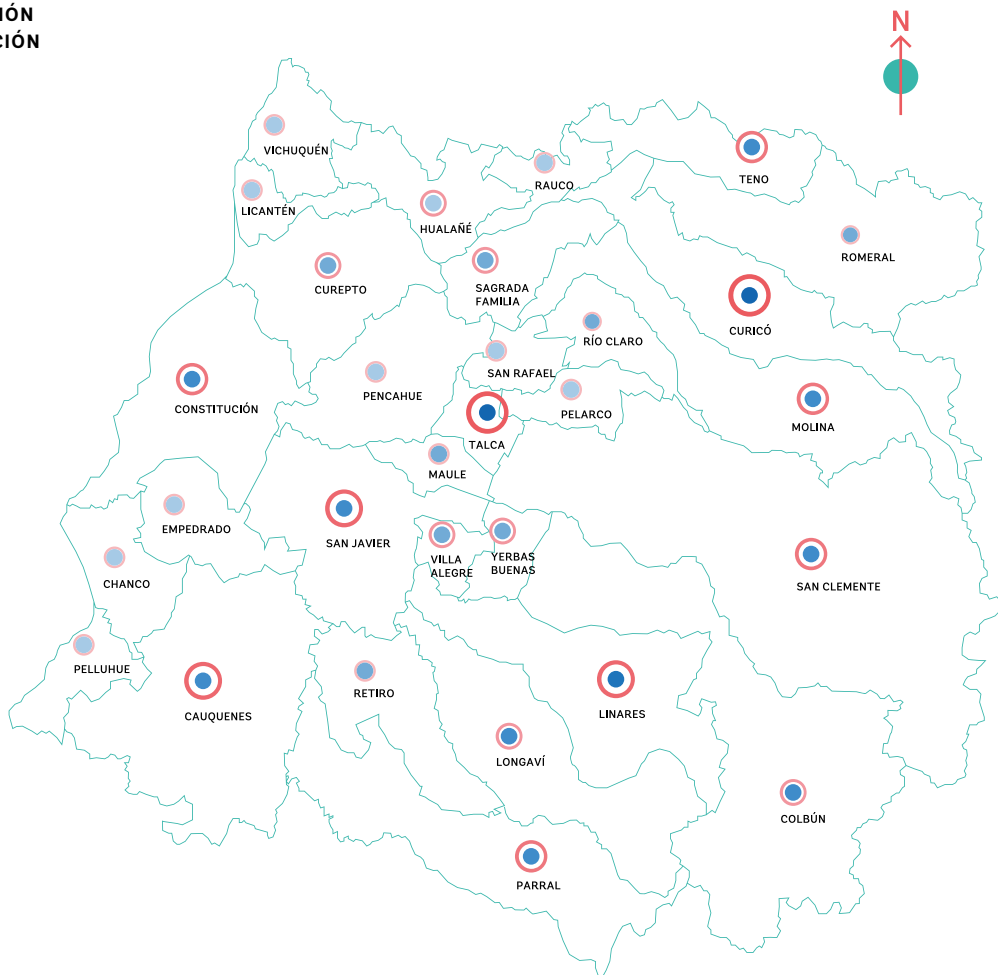 IÓN
CIÓN
N
VICHUQUÉN
TENO
RAUCO
LICANTÉN
HUALAÑÉ
ROMERAL
CUREPTO
SAGRADA
FAMILIA
CURICÓ
RÍO CLARO
SAN RAFAEL
PENCAHUE
CONSTITUCIÓN
PELARCO
MOLINA
TALCA
MAULE
EMPEDRADO
SAN JAVIER
VILLA
ALEGRE
YERBAS
BUENAS
CHANCO
SAN CLEMENTE
PELLUHUE
RETIRO
CAUQUENES
LINARES
LONGAVÍ
COLBÚN
PARRAL